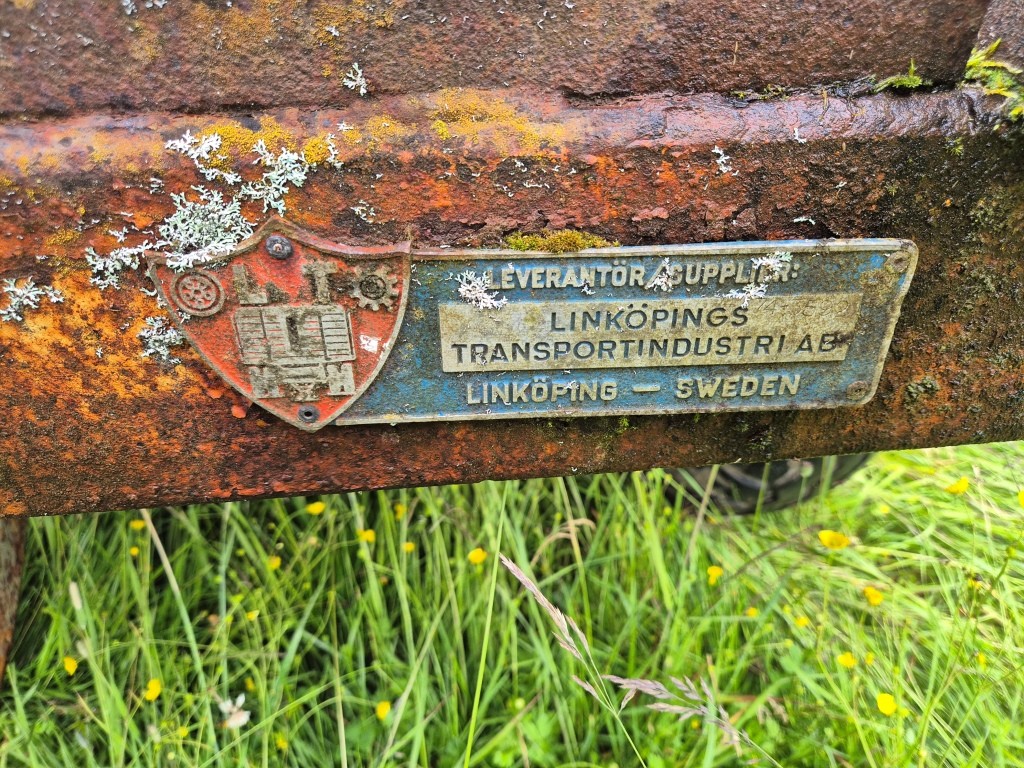 L T
L
LEVERANTÖR/SUPPLIER:
LINKÖPINGS
TRANSPORTINDUSTRI AB
LINKÖPING — SWEDEN